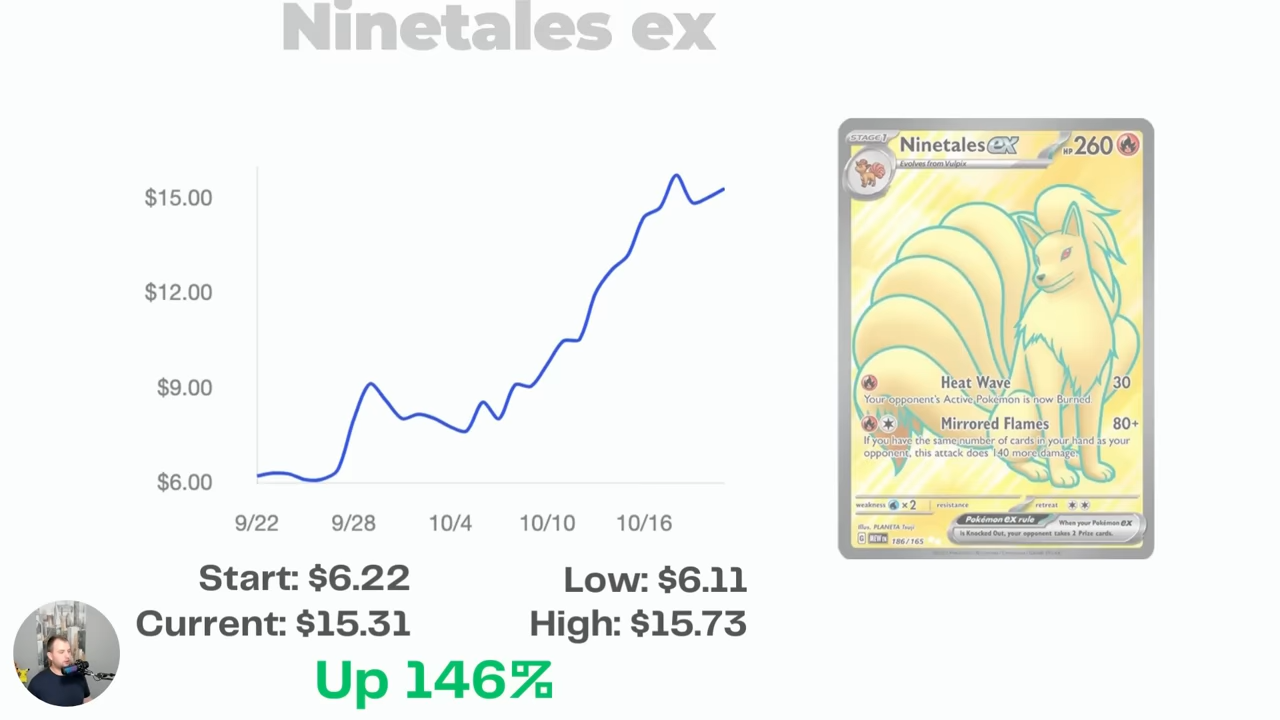 Ninetales ex
$15.00
$12.00
$9.00
$6.00
9/22 9/28 10/4 10/10 10/16
Start: $6.22 Low: $6.11
Current: $15.31 High: $15.73
Up 146%
STAGE 1
Ninetales ex HP 260
Evolves from Vulpix
Heat Wave 30
Your opponent's Active Pokémon is now Burned.
Mirrored Flames 80+
If you have the same number of cards in your hand as your
opponent, this attack does 140 more damage.
weakness ×2 resistance retreat
Illus. PLANETA Tsuji
Pokémon ex rule When your Pokémon ex
is Knocked Out, your opponent takes 2 Prize cards.
G MEW EN 186/165